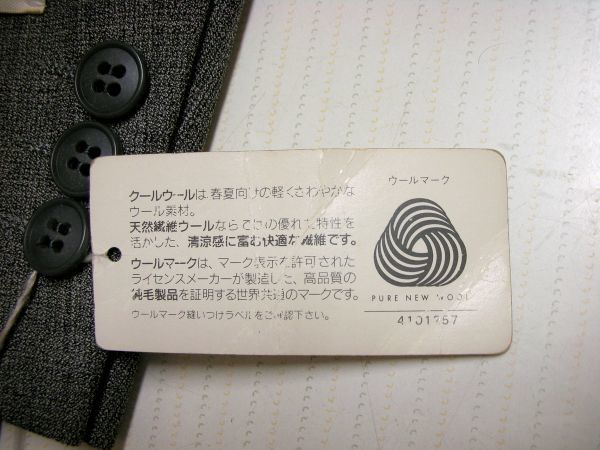 クールウールは、春夏向けの軽くさわやかな
ウール素材。
天然繊維ウールならではの優れた特性を
活かした、清涼感に富む快適な繊維です。
ウールマークは、マーク表示を許可された
ライセンスメーカーが製造した、高品質の
純毛製品を証明する世界共通のマークです。
ウールマーク縫いつけラベルをご確認下さい。
ウールマーク
PURE NEW WOOL
4101757